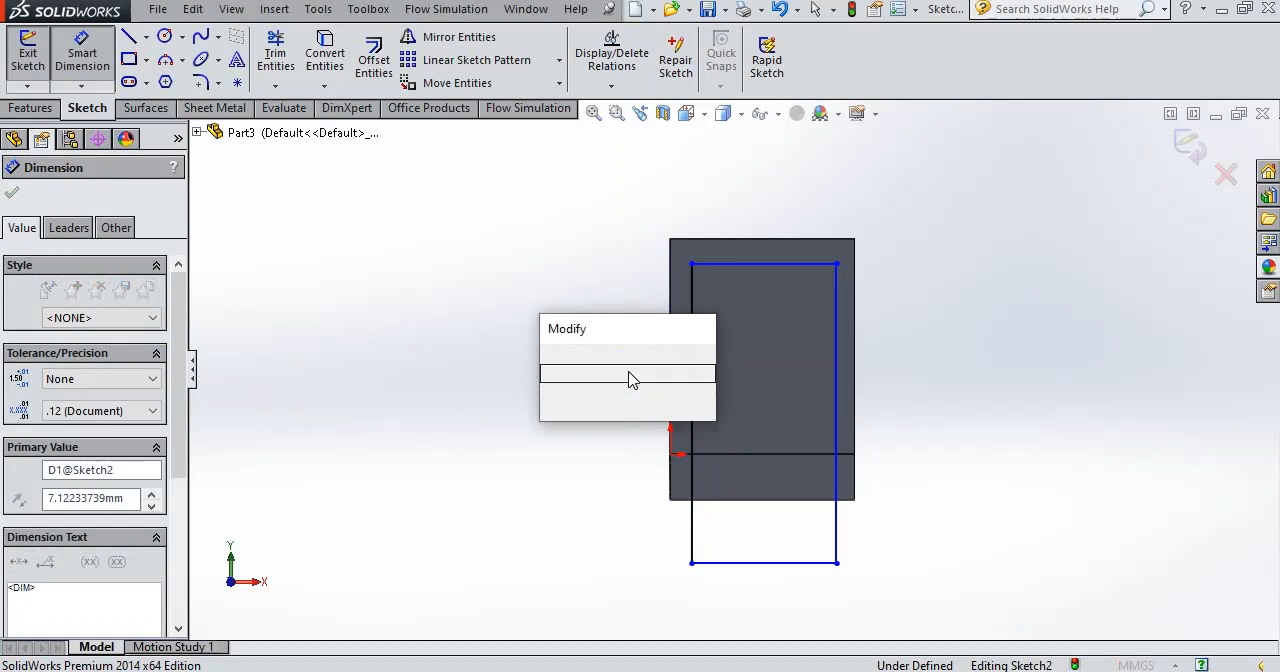 SOLIDWORKS File Edit View Insert Tools Toolbox Flow Simulation Window Help Sketc... Search SolidWorks Help
Exit Sketch Smart Dimension Trim Entities Convert Entities Offset Entities Mirror Entities Linear Sketch Pattern Move Entities Display/Delete Relations Repair Sketch Quick Snaps Rapid Sketch
Features Sketch Surfaces Sheet Metal Evaluate DimXpert Office Products Flow Simulation
Part3 (Default<<Default>_...
Dimension ?
Value Leaders Other
Style
<NONE>
Modify
Tolerance/Precision
None
.12 (Document)
Primary Value
D1@Sketch2
7.12233739mm
Dimension Text
(xx) (xx)
<DIM>
Y
X
Model Motion Study 1
SolidWorks Premium 2014 x64 Edition Under Defined Editing Sketch2 MMGS ?